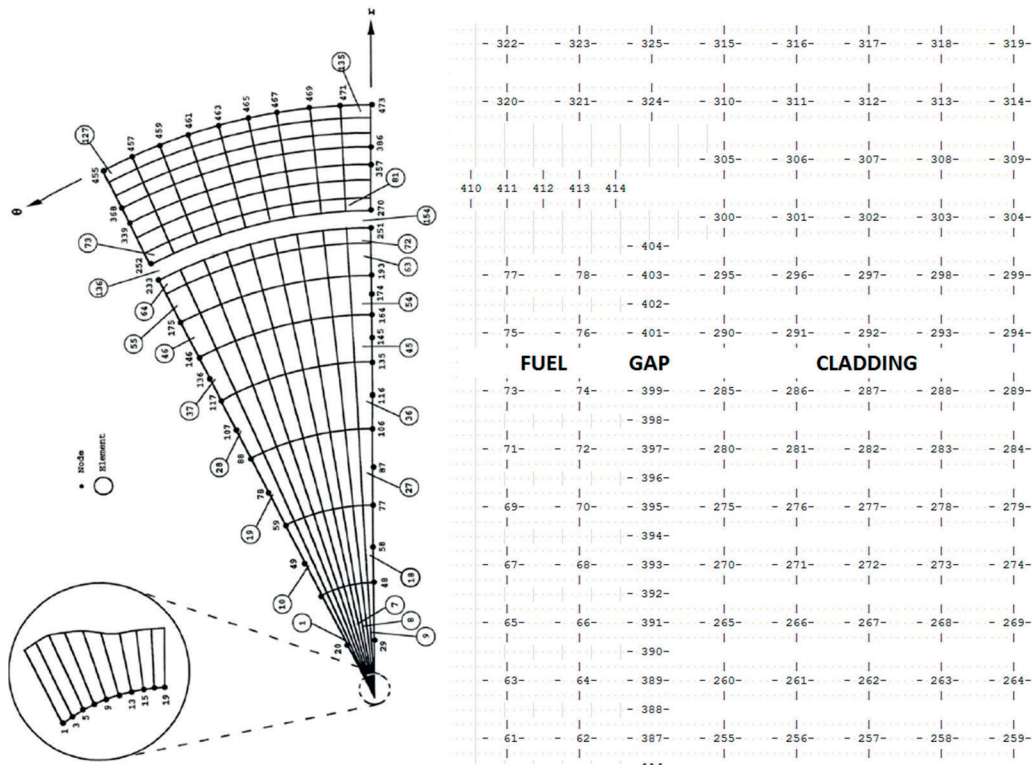 r
135
455 457 459 461 463 465 467 469 471 473
127
θ
368
339
386
357
81
73
252
270
154
251
136
233
72
64
63
193
55
175
174
54
46
164
146
145
45
136
135
37
117
116
36
107
106
28
88
87
27
• Node
○ Element
78
77
19
59
58
18
49
48
10
7
1
8
9
20
29
1 3 5 9 13 15 19
- 322- - 323- - 325- - 315- - 316- - 317- - 318- - 319-
- 320- - 321- - 324- - 310- - 311- - 312- - 313- - 314-
- 305- - 306- - 307- - 308- - 309-
410 411 412 413 414
- 300- - 301- - 302- - 303- - 304-
- 404-
- 77- - 78- - 403- - 295- - 296- - 297- - 298- - 299-
- 402-
- 75- - 76- - 401- - 290- - 291- - 292- - 293- - 294-
FUEL GAP CLADDING
- 73- - 74- - 399- - 285- - 286- - 287- - 288- - 289-
- 398-
- 71- - 72- - 397- - 280- - 281- - 282- - 283- - 284-
- 396-
- 69- - 70- - 395- - 275- - 276- - 277- - 278- - 279-
- 394-
- 67- - 68- - 393- - 270- - 271- - 272- - 273- - 274-
- 392-
- 65- - 66- - 391- - 265- - 266- - 267- - 268- - 269-
- 390-
- 63- - 64- - 389- - 260- - 261- - 262- - 263- - 264-
- 388-
- 61- - 62- - 387- - 255- - 256- - 257- - 258- - 259-